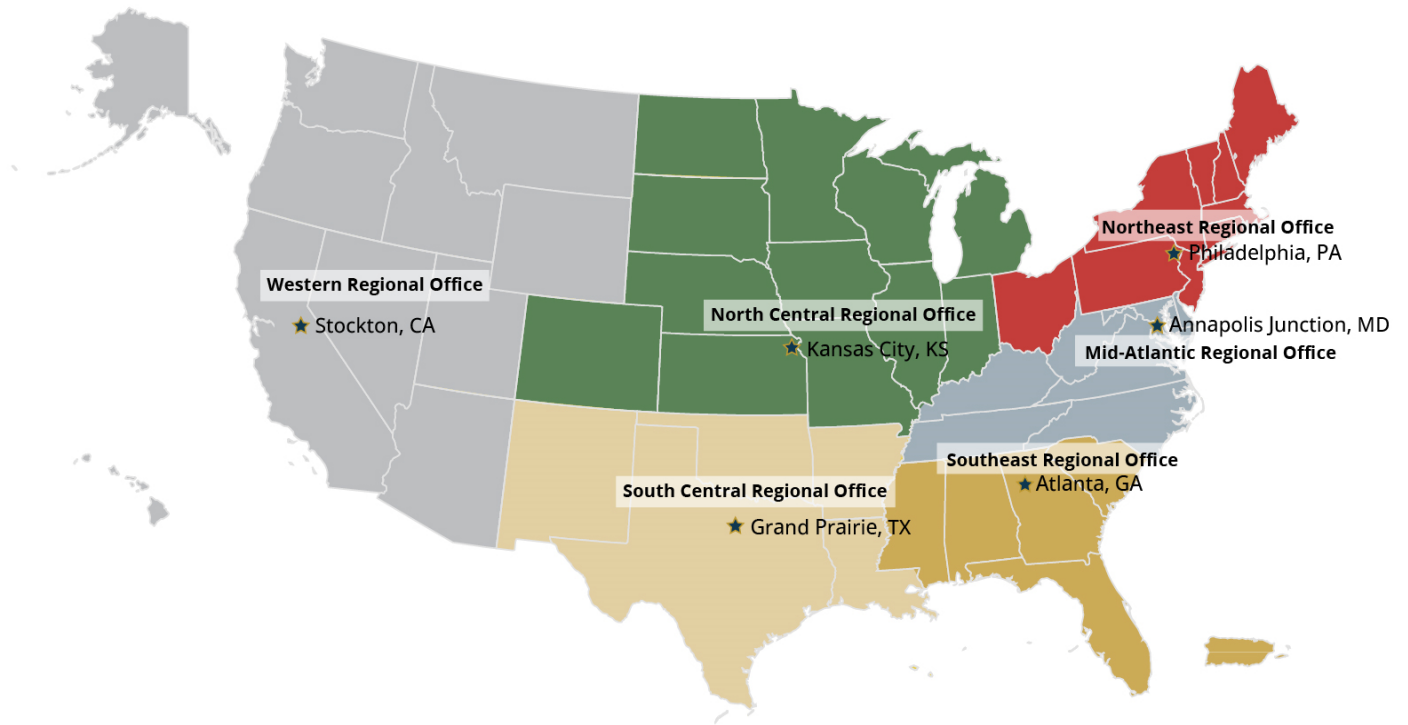 Northeast Regional Office
Philadelphia, PA
Western Regional Office
Stockton, CA
North Central Regional Office
Kansas City, KS
Annapolis Junction, MD
Mid-Atlantic Regional Office
Southeast Regional Office
Atlanta, GA
South Central Regional Office
Grand Prairie, TX